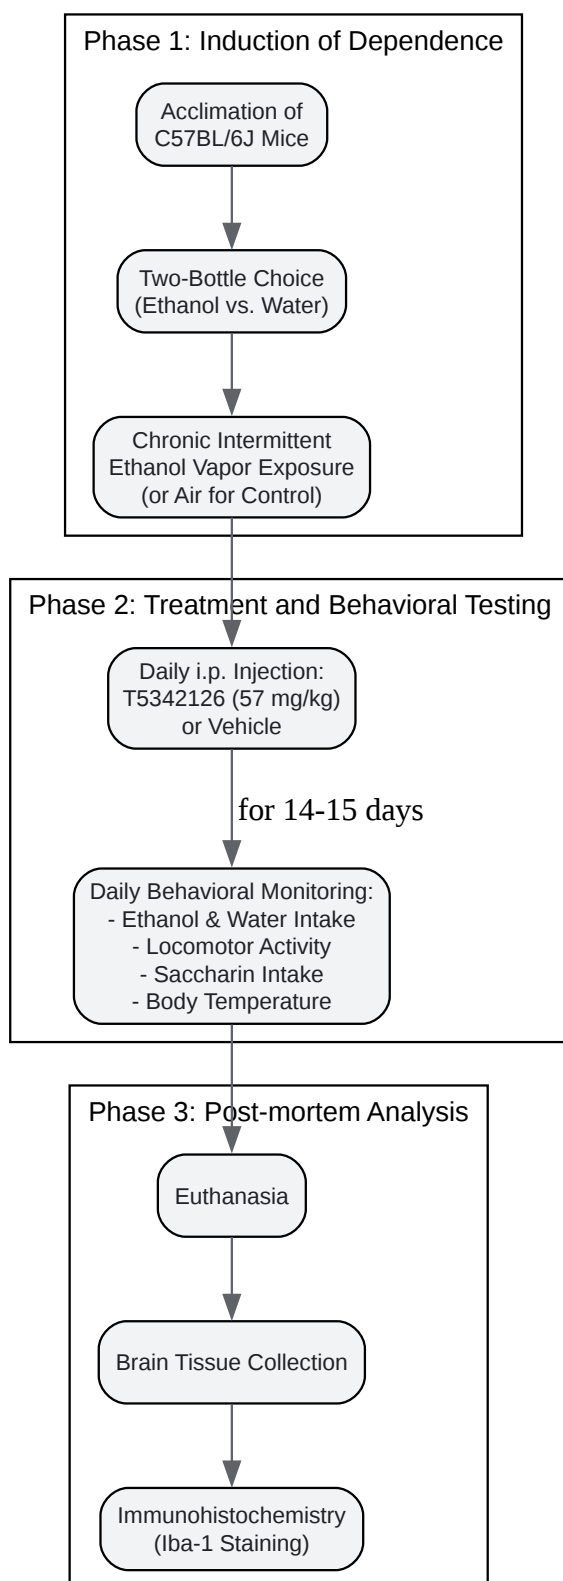 Phase 1: Induction of Dependence
Acclimation of
C57BL/6J Mice
Two-Bottle Choice
(Ethanol vs. Water)
Chronic Intermittent
Ethanol Vapor Exposure
(or Air for Control)
Phase 2: Treatment and Behavioral Testing
Daily i.p. Injection:
T5342126 (57 mg/kg)
or Vehicle
for 14-15 days
Daily Behavioral Monitoring:
- Ethanol & Water Intake
- Locomotor Activity
- Saccharin Intake
- Body Temperature
Phase 3: Post-mortem Analysis
Euthanasia
Brain Tissue Collection
Immunohistochemistry
(Iba-1 Staining)